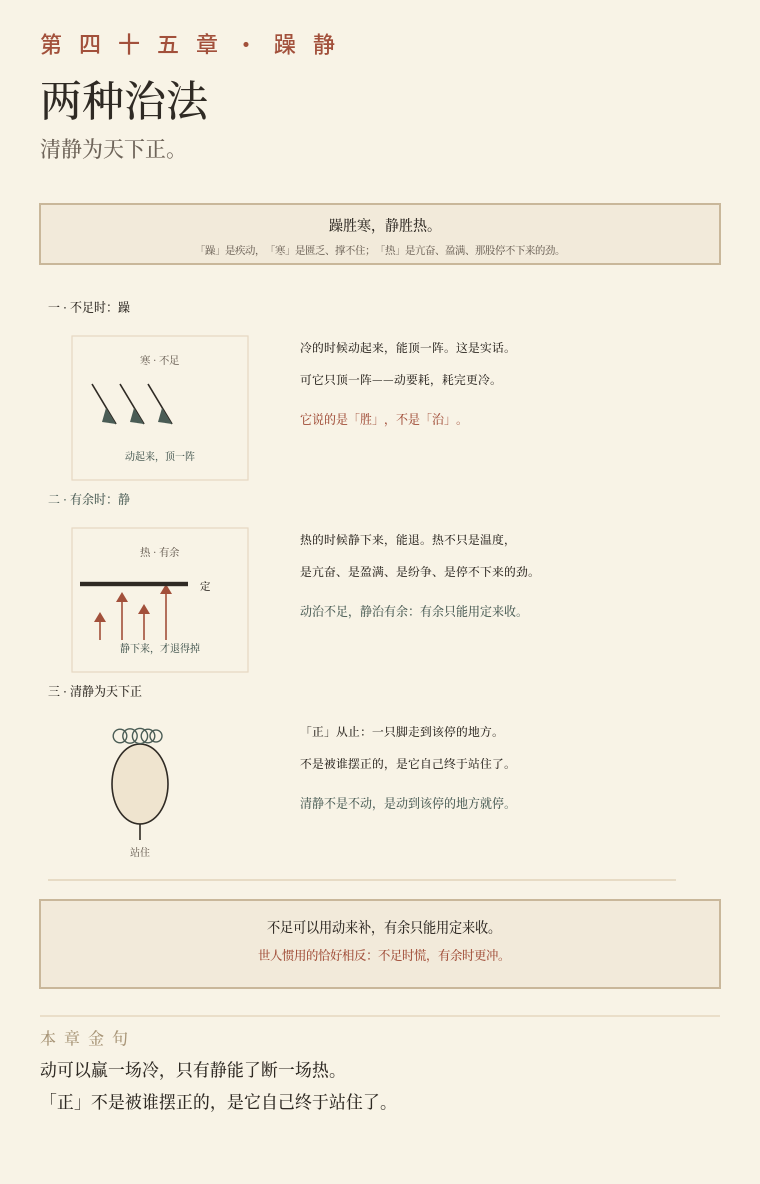 第四十五章·躁静
两种治法
清静为天下正。
躁胜寒，静胜热。
「躁」是疾动，「寒」是匮乏、撑不住；「热」是亢奋、盈满、那股停不下来的劲。
一·不足时：躁
寒·不足
动起来，顶一阵
冷的时候动起来，能顶一阵。这是实话。
可它只顶一阵——动要耗，耗完更冷。
它说的是「胜」，不是「治」。
二·有余时：静
热·有余
定
静下来，才退得掉
热的时候静下来，能退。热不只是温度，
是亢奋、是盈满、是纷争、是停不下来的劲。
动治不足，静治有余：有余只能用定来收。
三·清静为天下正
站住
「正」从止：一只脚走到该停的地方。
不是被谁摆正的，是它自己终于站住了。
清静不是不动，是动到该停的地方就停。
不足可以用动来补，有余只能用定来收。
世人惯用的恰好相反：不足时慌，有余时更冲。
本章金句
动可以赢一场冷，只有静能了断一场热。
「正」不是被谁摆正的，是它自己终于站住了。